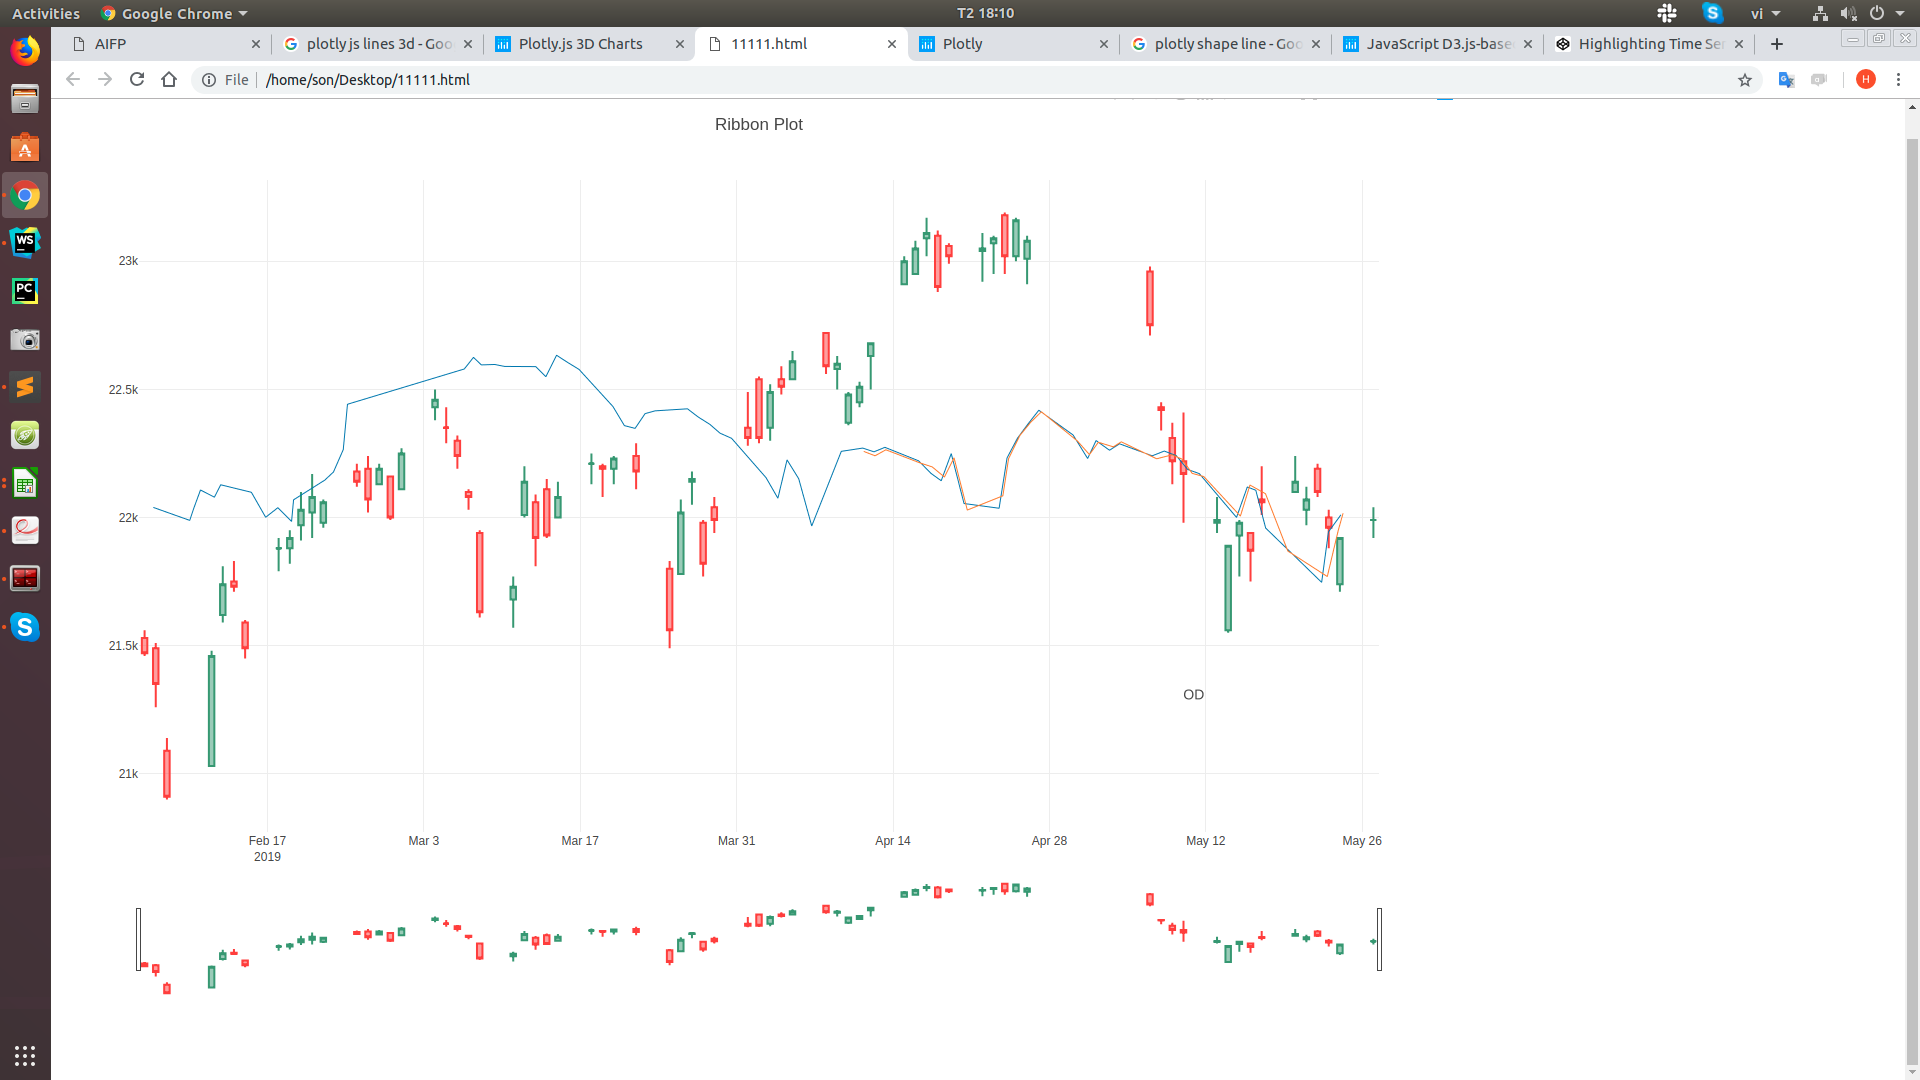 Activities
Google Chrome
T2 18:10
vi
AIFP
plotly js lines 3d - Goo
Plotly.js 3D Charts
11111.html
Plotly
plotly shape line - Goo
JavaScript D3.js-base
Highlighting Time Ser
File
/home/son/Desktop/11111.html
H
Ribbon Plot
23k
22.5k
22k
21.5k
21k
OD
Feb 17
2019
Mar 3
Mar 17
Mar 31
Apr 14
Apr 28
May 12
May 26
WS
PC